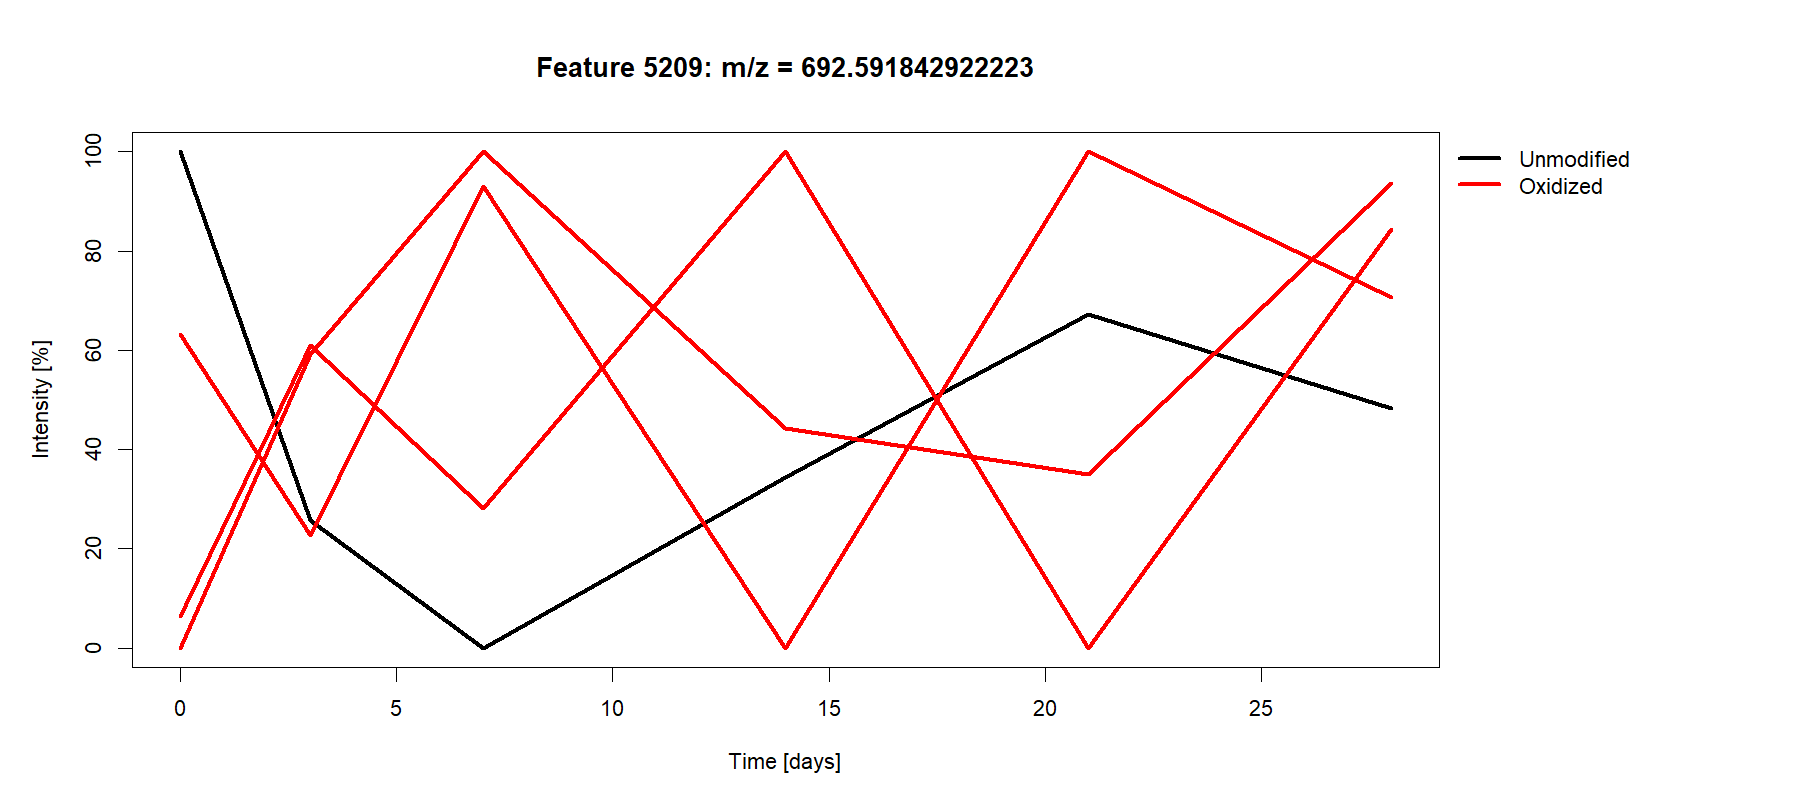 Feature 5209: m/z = 692.591842922223
Unmodified
Oxidized
Intensity [%]
100
80
60
40
20
0
0 5 10 15 20 25
Time [days]